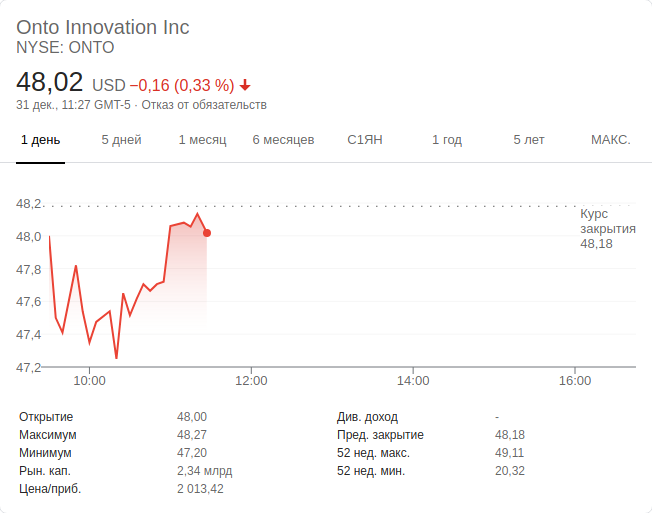 Onto Innovation Inc
NYSE: ONTO
48,02 USD −0,16 (0,33 %)
31 дек., 11:27 GMT-5 · Отказ от обязательств
1 день 5 дней 1 месяц 6 месяцев С1ЯН 1 год 5 лет МАКС.
48,2
48,0
47,8
47,6
47,4
47,2
Курс
закрытия
48,18
10:00 12:00 14:00 16:00
Открытие 48,00 Див. доход -
Максимум 48,27 Пред. закрытие 48,18
Минимум 47,20 52 нед. макс. 49,11
Рын. кап. 2,34 млрд 52 нед. мин. 20,32
Цена/приб. 2 013,42